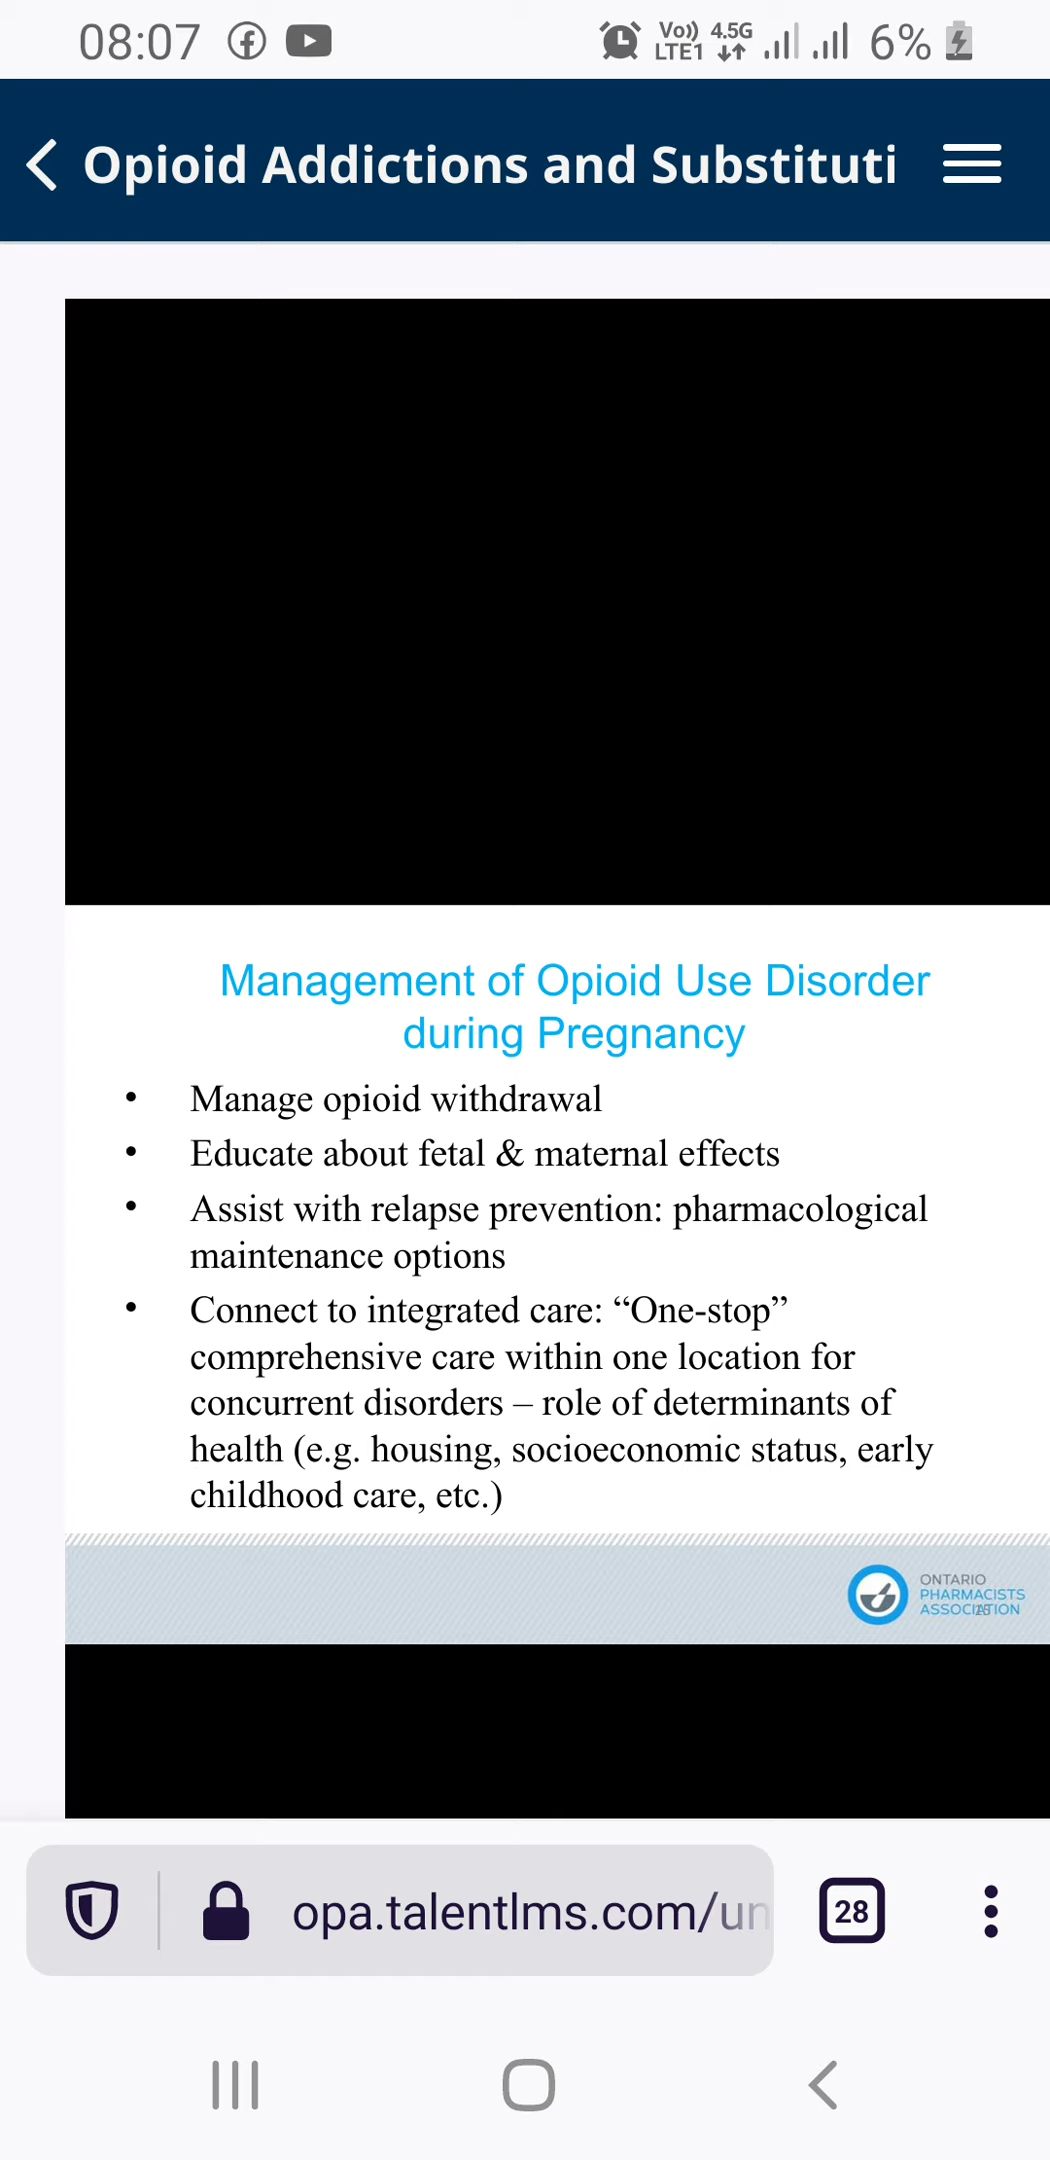 08:07 Vo)) 4.5G 6%
LTE1
Opioid Addictions and Substituti
Management of Opioid Use Disorder
during Pregnancy
• Manage opioid withdrawal
• Educate about fetal & maternal effects
• Assist with relapse prevention: pharmacological
maintenance options
• Connect to integrated care: “One-stop”
comprehensive care within one location for
concurrent disorders – role of determinants of
health (e.g. housing, socioeconomic status, early
childhood care, etc.)
ONTARIO
PHARMACISTS
ASSOCIATION
opa.talentlms.com/un 28